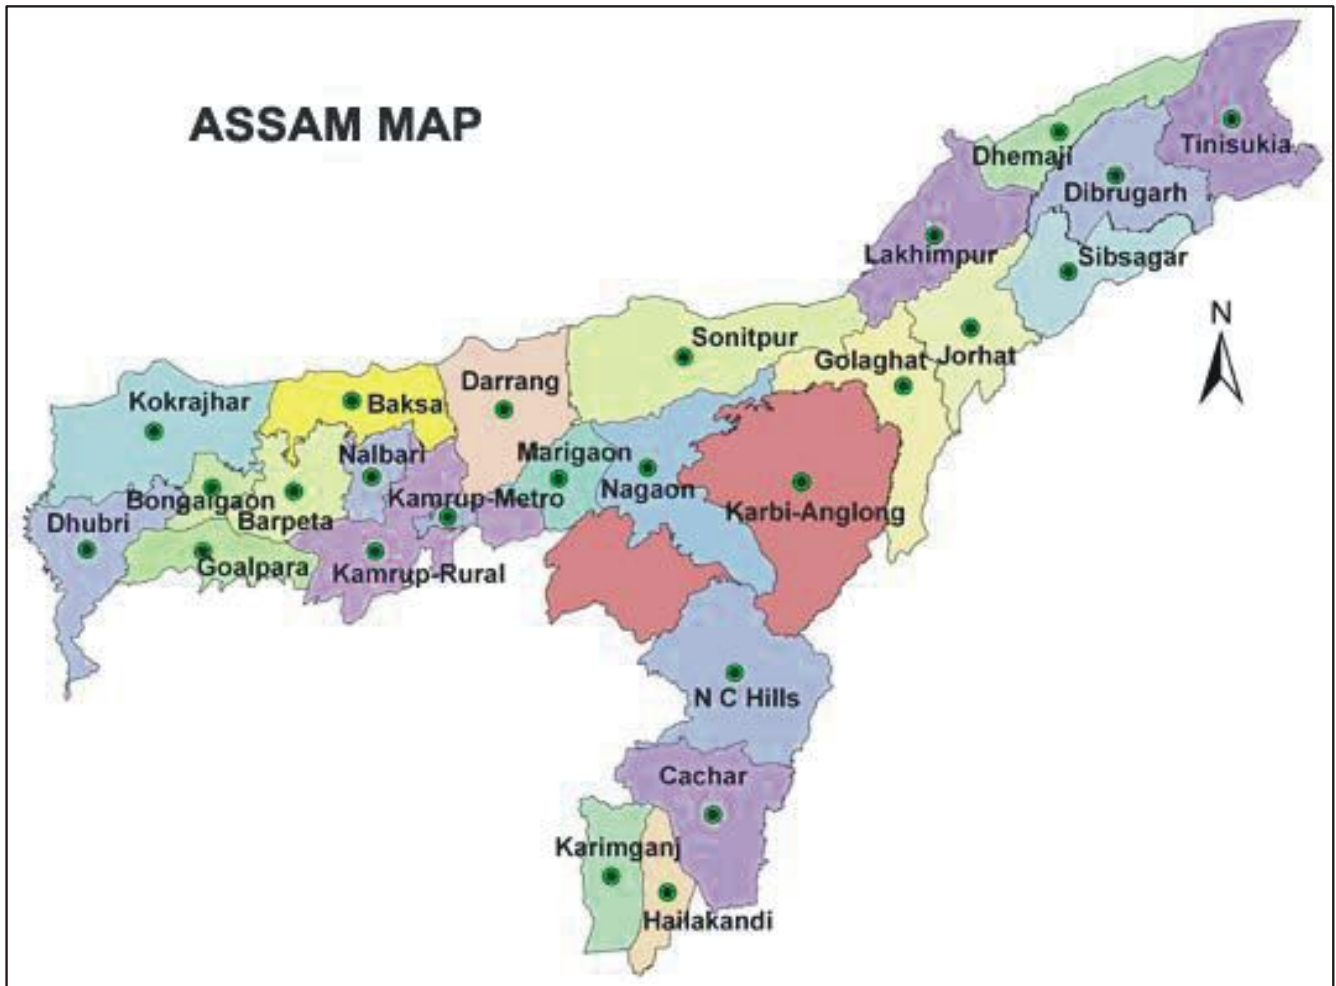 ASSAM MAP
Tinisukia
Dhemaji
Dibrugarh
Lakhimpur
Sibsagar
N
Sonitpur
Golaghat
Jorhat
Darrang
Kokrajhar
Baksa
Nalbari
Marigaon
Nagaon
Bongaigaon
Kamrup-Metro
Karbi-Anglong
Dhubri
Barpeta
Goalpara
Kamrup-Rural
N C Hills
Cachar
Karimganj
Hailakandi